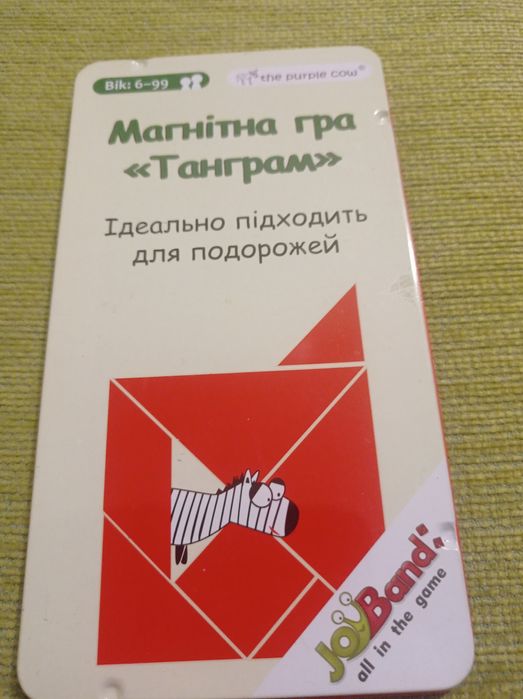 Вік: 6-99
the purple cow®
Магнітна гра
«Танграм»
Ідеально підходить
для подорожей
JoyBand
all in the game